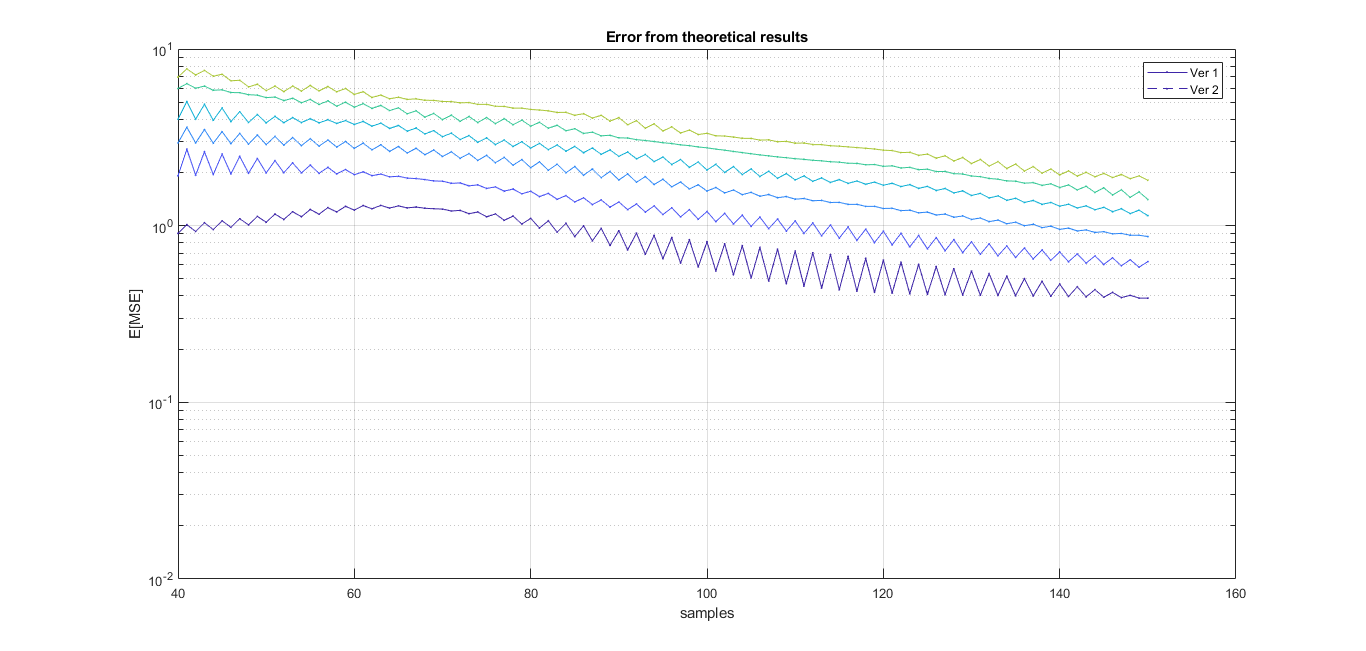 Error from theoretical results
10^1
Ver 1
Ver 2
10^0
E[MSE]
10^-1
10^-2
40 60 80 100 120 140 160
samples